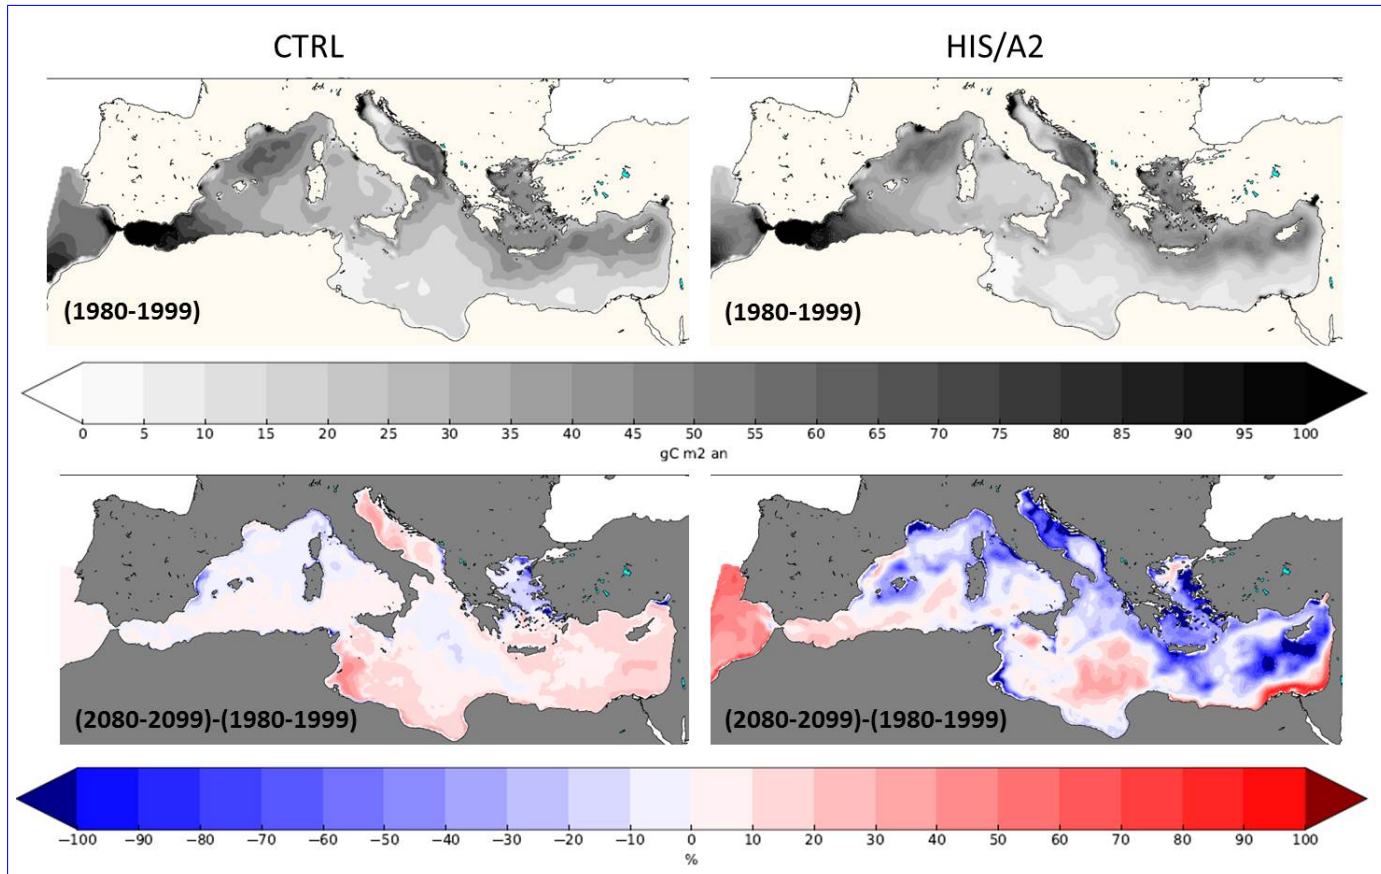 CTRL HIS/A2
(1980-1999) (1980-1999)
0 5 10 15 20 25 30 35 40 45 50 55 60 65 70 75 80 85 90 95 100
gC m2 an
(2080-2099)-(1980-1999) (2080-2099)-(1980-1999)
−100 −90 −80 −70 −60 −50 −40 −30 −20 −10 0 10 20 30 40 50 60 70 80 90 100
%